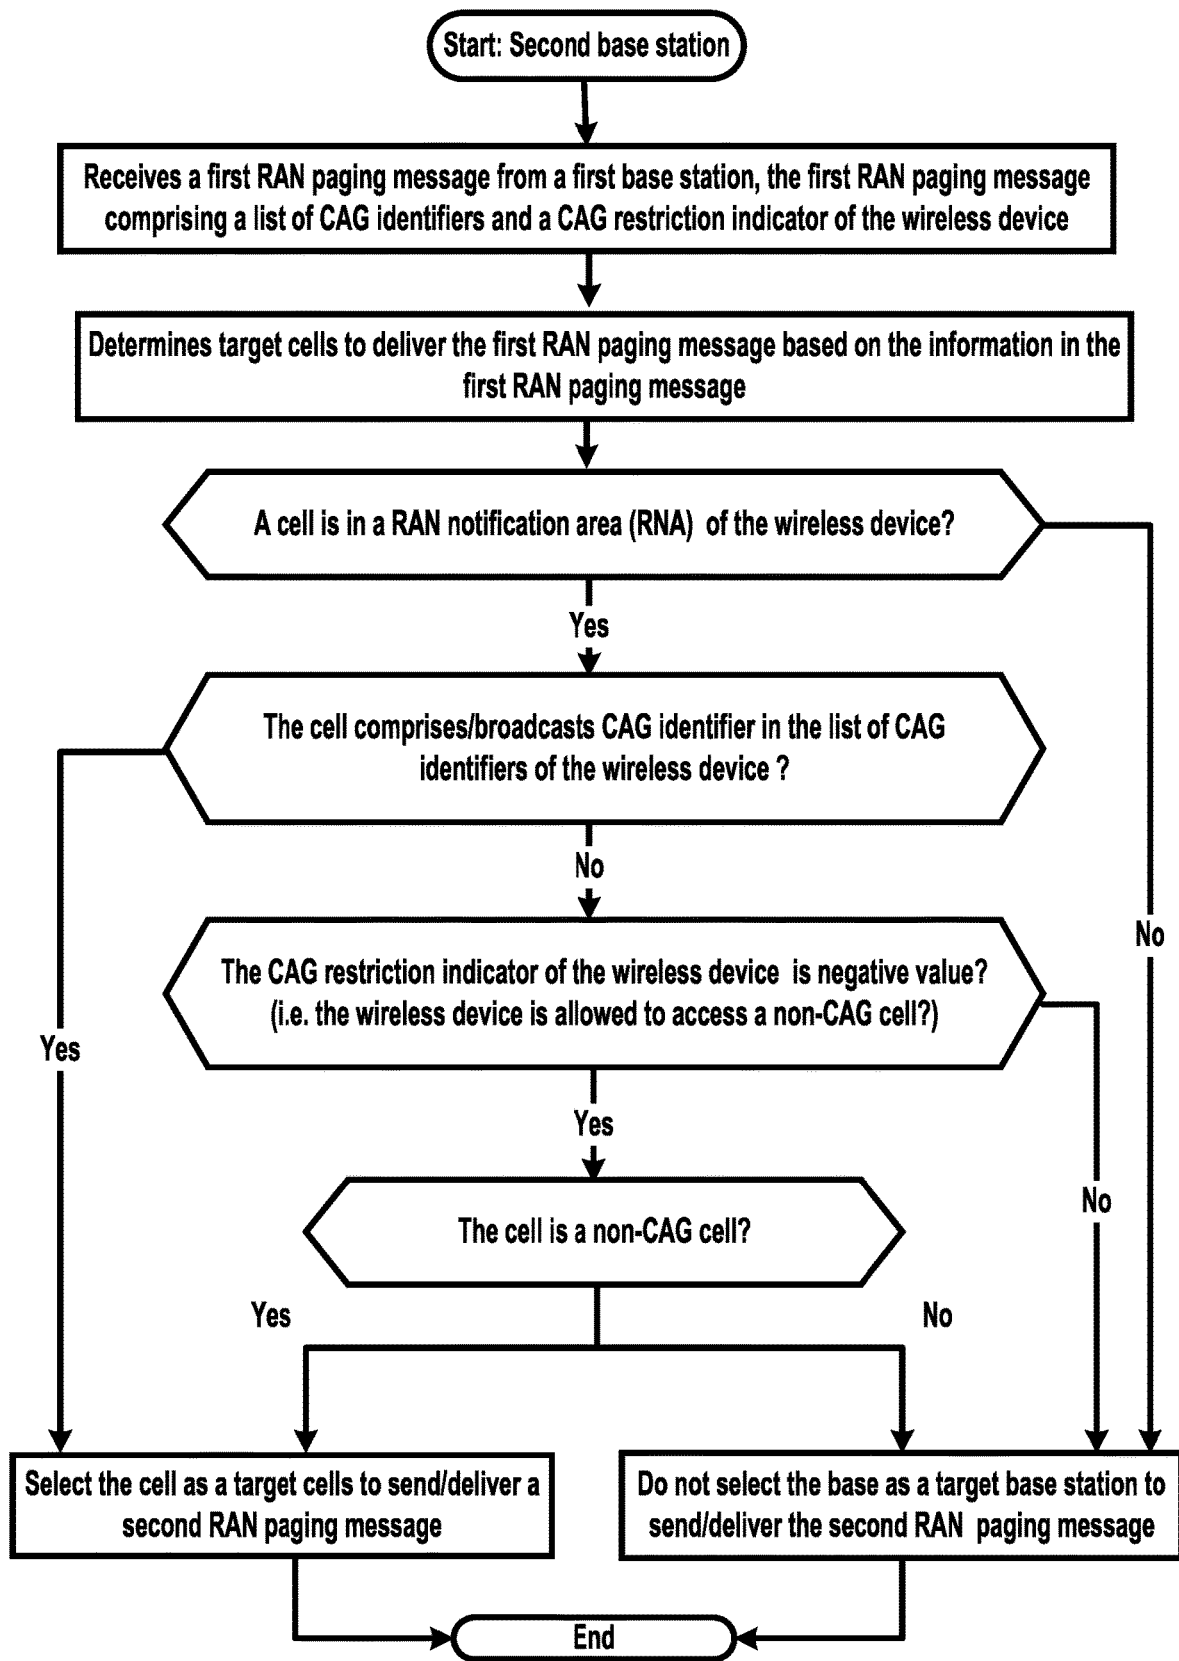 Start: Second base station
Receives a first RAN paging message from a first base station, the first RAN paging message
comprising a list of CAG identifiers and a CAG restriction indicator of the wireless device
Determines target cells to deliver the first RAN paging message based on the information in the
first RAN paging message
A cell is in a RAN notification area (RNA) of the wireless device?
Yes
The cell comprises/broadcasts CAG identifier in the list of CAG
identifiers of the wireless device ?
No
No
The CAG restriction indicator of the wireless device is negative value?
(i.e. the wireless device is allowed to access a non-CAG cell?)
Yes
Yes
No
The cell is a non-CAG cell?
Yes
No
Select the cell as a target cells to send/deliver a
second RAN paging message
Do not select the base as a target base station to
send/deliver the second RAN paging message
End